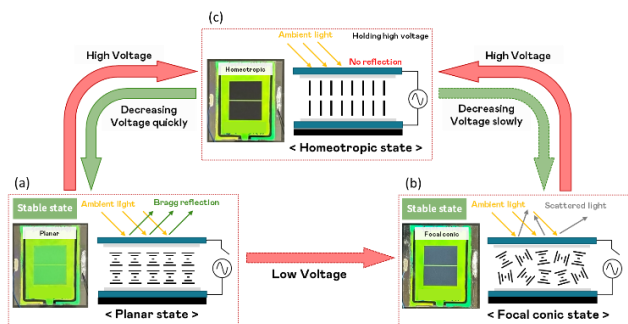 (c)
Ambient light
Holding high voltage
High Voltage
Homeotropic
No reflection
High Voltage
Decreasing
Voltage quickly
Decreasing
Voltage slowly
< Homeotropic state >
(a)
Stable state
Ambient light
Bragg reflection
Planar
< Planar state >
Low Voltage
(b)
Stable state
Ambient light
Scattered light
Focal conic
< Focal conic state >